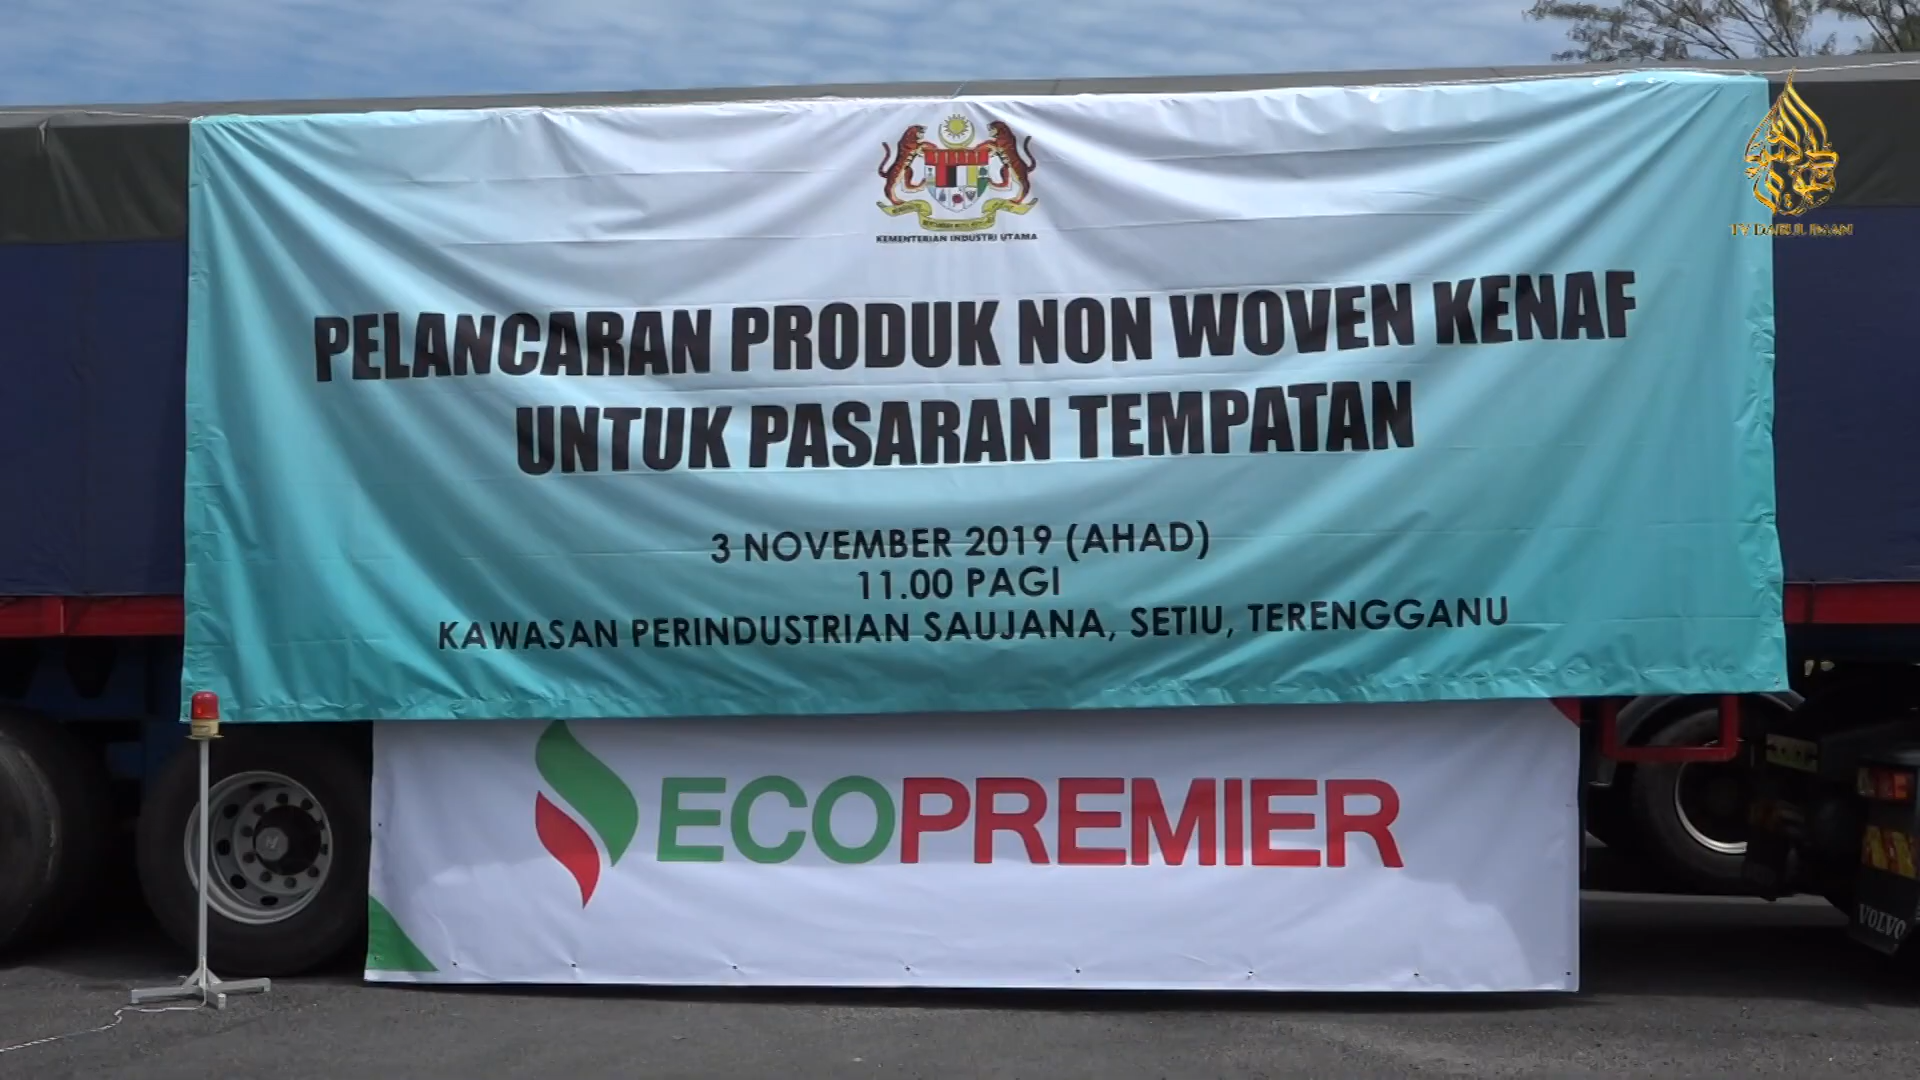 KEMENTERIAN INDUSTRI UTAMA
PELANCARAN PRODUK NON WOVEN KENAF
UNTUK PASARAN TEMPATAN
3 NOVEMBER 2019 (AHAD)
11.00 PAGI
KAWASAN PERINDUSTRIAN SAUJANA, SETIU, TERENGGANU
ECOPREMIER
TV DARUL IMAN
VOLVO